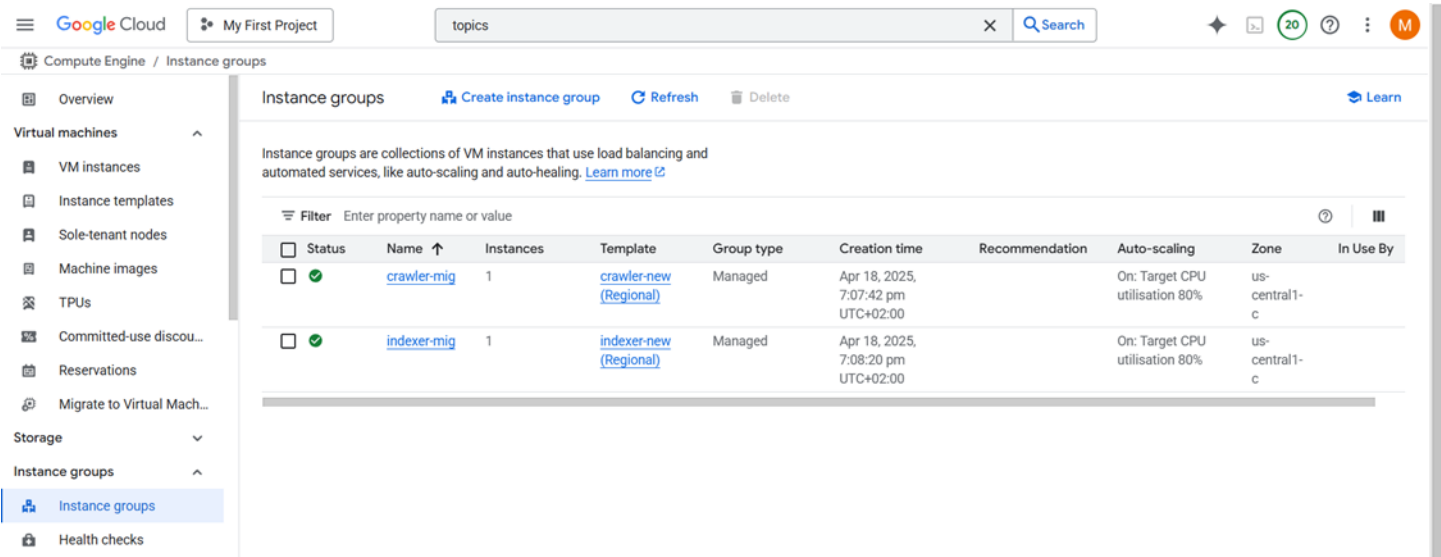 Google Cloud
My First Project
topics
Search
20
M
Compute Engine / Instance groups
Overview
Virtual machines
VM instances
Instance templates
Sole-tenant nodes
Machine images
TPUs
Committed-use discou...
Reservations
Migrate to Virtual Mach...
Storage
Instance groups
Instance groups
Health checks
Instance groups
Create instance group
Refresh
Delete
Learn
Instance groups are collections of VM instances that use load balancing and
automated services, like auto-scaling and auto-healing. Learn more
Filter Enter property name or value
Status Name Instances Template Group type Creation time Recommendation Auto-scaling Zone In Use By
crawler-mig 1 crawler-new Managed Apr 18, 2025, On: Target CPU us-
(Regional) 7:07:42 pm utilisation 80% central1-
UTC+02:00 c
indexer-mig 1 indexer-new Managed Apr 18, 2025, On: Target CPU us-
(Regional) 7:08:20 pm utilisation 80% central1-
UTC+02:00 c